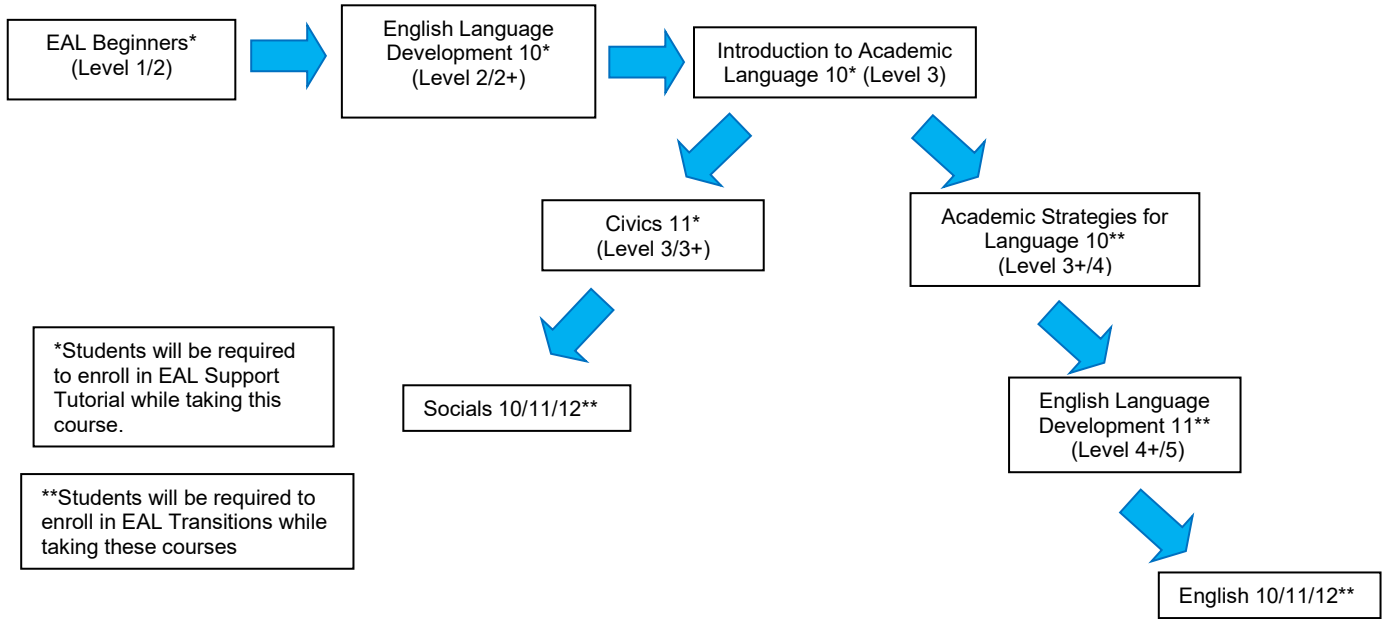 EAL Beginners*
(Level 1/2)
English Language
Development 10*
(Level 2/2+)
Introduction to Academic
Language 10* (Level 3)
Civics 11*
(Level 3/3+)
Academic Strategies for
Language 10**
(Level 3+/4)
*Students will be required
to enroll in EAL Support
Tutorial while taking this
course.
Socials 10/11/12**
English Language
Development 11**
(Level 4+/5)
**Students will be required to
enroll in EAL Transitions while
taking these courses
English 10/11/12**